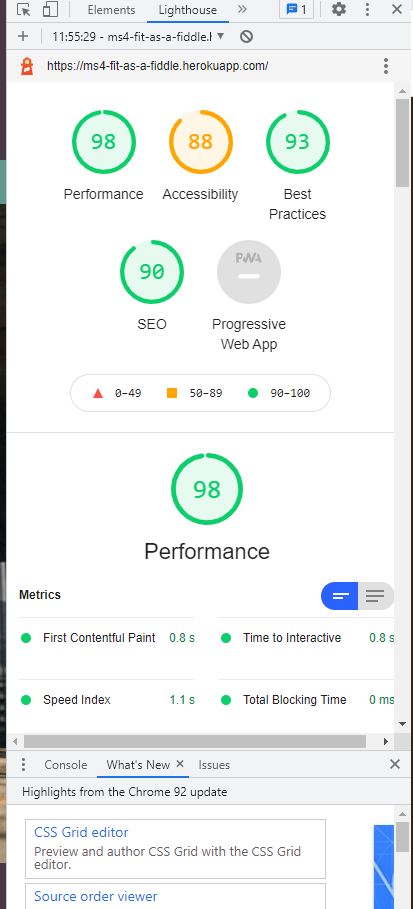 Elements Lighthouse » 1
+ 11:55:29 - ms4-fit-as-a-fiddle.h
https://ms4-fit-as-a-fiddle.herokuapp.com/
98 88 93
Performance Accessibility Best
Practices
90 PWA
SEO Progressive
Web App
0–49 50–89 90–100
98
Performance
Metrics
First Contentful Paint 0.8 s Time to Interactive 0.8 s
Speed Index 1.1 s Total Blocking Time 0 ms
Console What's New × Issues
Highlights from the Chrome 92 update
CSS Grid editor
Preview and author CSS Grid with the CSS Grid
editor.
Source order viewer